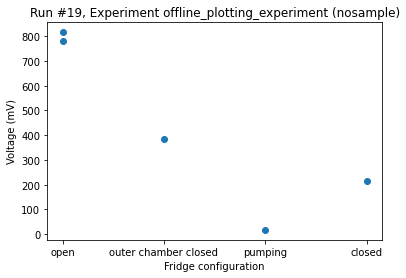 Run #19, Experiment offline_plotting_experiment (nosample)
Voltage (mV)
800
700
600
500
400
300
200
100
0
open outer chamber closed pumping closed
Fridge configuration